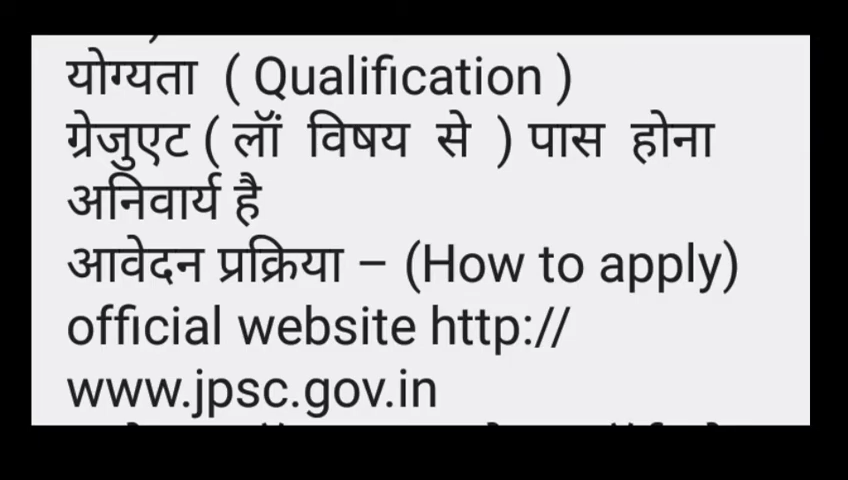 योग्यता ( Qualification )
ग्रेजुएट ( लॉं विषय से ) पास होना
अनिवार्य है
आवेदन प्रक्रिया – (How to apply)
official website http://
www.jpsc.gov.in